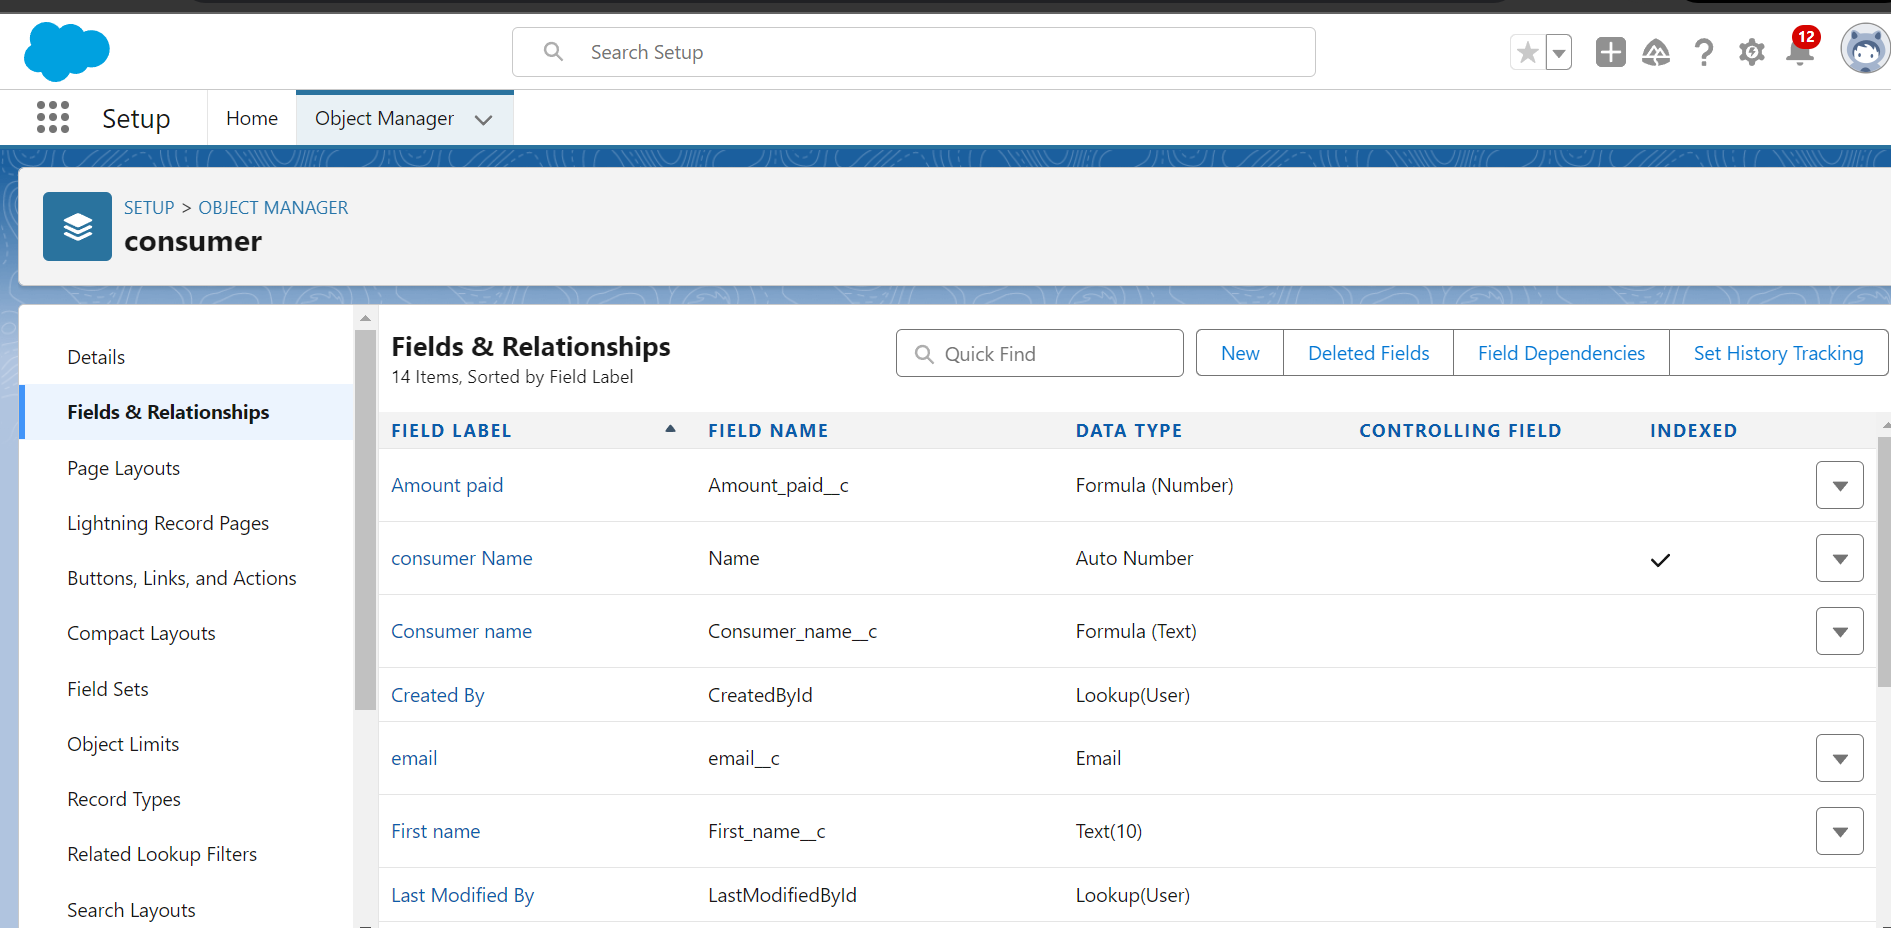 Search Setup
12
Setup
Home
Object Manager
SETUP > OBJECT MANAGER
consumer
Details
Fields & Relationships
Page Layouts
Lightning Record Pages
Buttons, Links, and Actions
Compact Layouts
Field Sets
Object Limits
Record Types
Related Lookup Filters
Search Layouts
Fields & Relationships
14 Items, Sorted by Field Label
Quick Find
New
Deleted Fields
Field Dependencies
Set History Tracking
FIELD LABEL FIELD NAME DATA TYPE CONTROLLING FIELD INDEXED
Amount paid Amount_paid__c Formula (Number)
consumer Name Name Auto Number
Consumer name Consumer_name__c Formula (Text)
Created By CreatedById Lookup(User)
email email__c Email
First name First_name__c Text(10)
Last Modified By LastModifiedById Lookup(User)